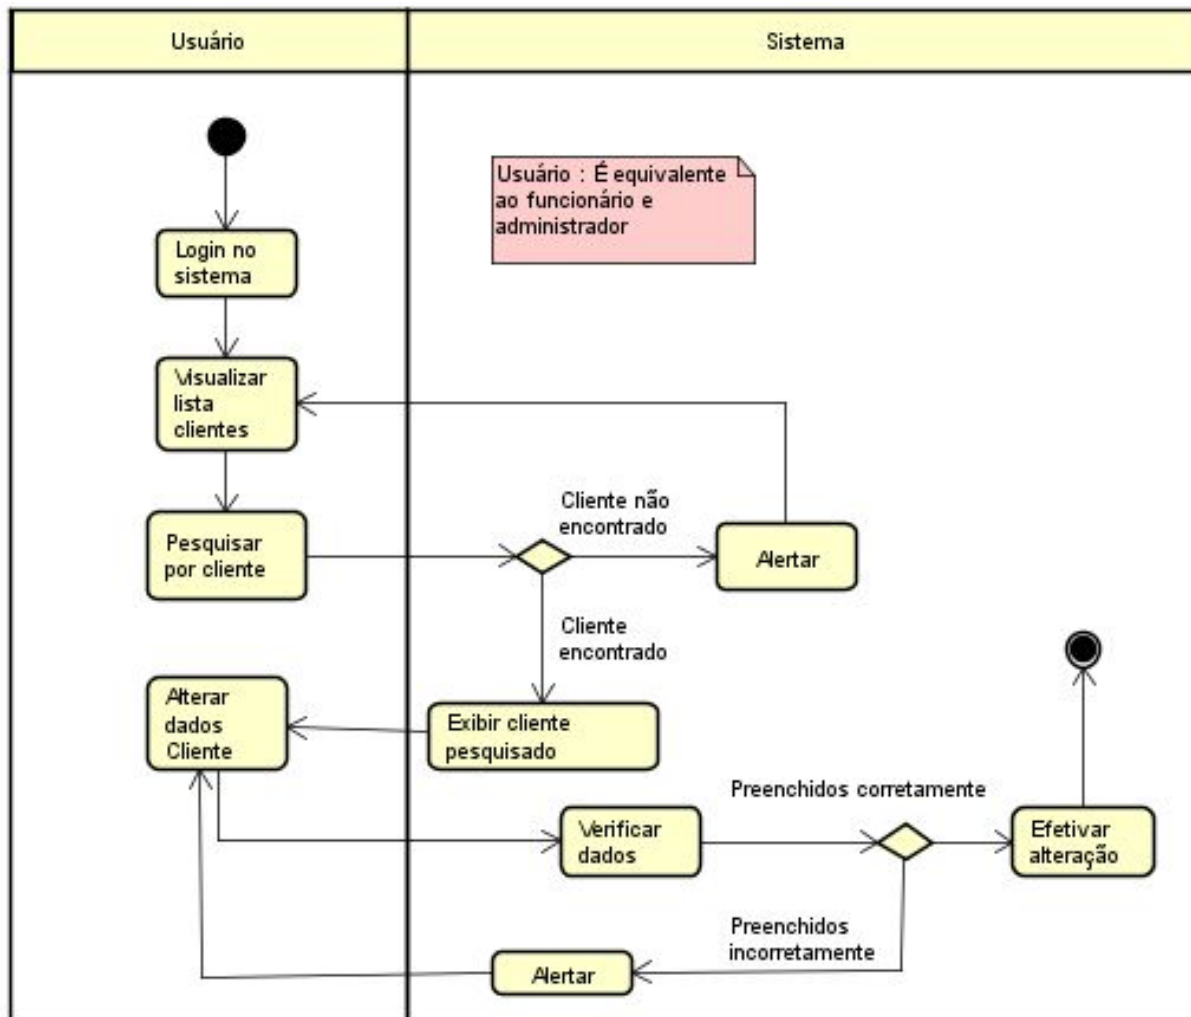 Usuário
Sistema
Usuário : É equivalente
ao funcionário e
administrador
Login no
sistema
Visualizar
lista
clientes
Pesquisar
por cliente
Cliente não
encontrado
Alertar
Cliente
encontrado
Alterar
dados
Cliente
Exibir cliente
pesquisado
Preenchidos corretamente
Verificar
dados
Efetivar
alteração
Preenchidos
incorretamente
Alertar